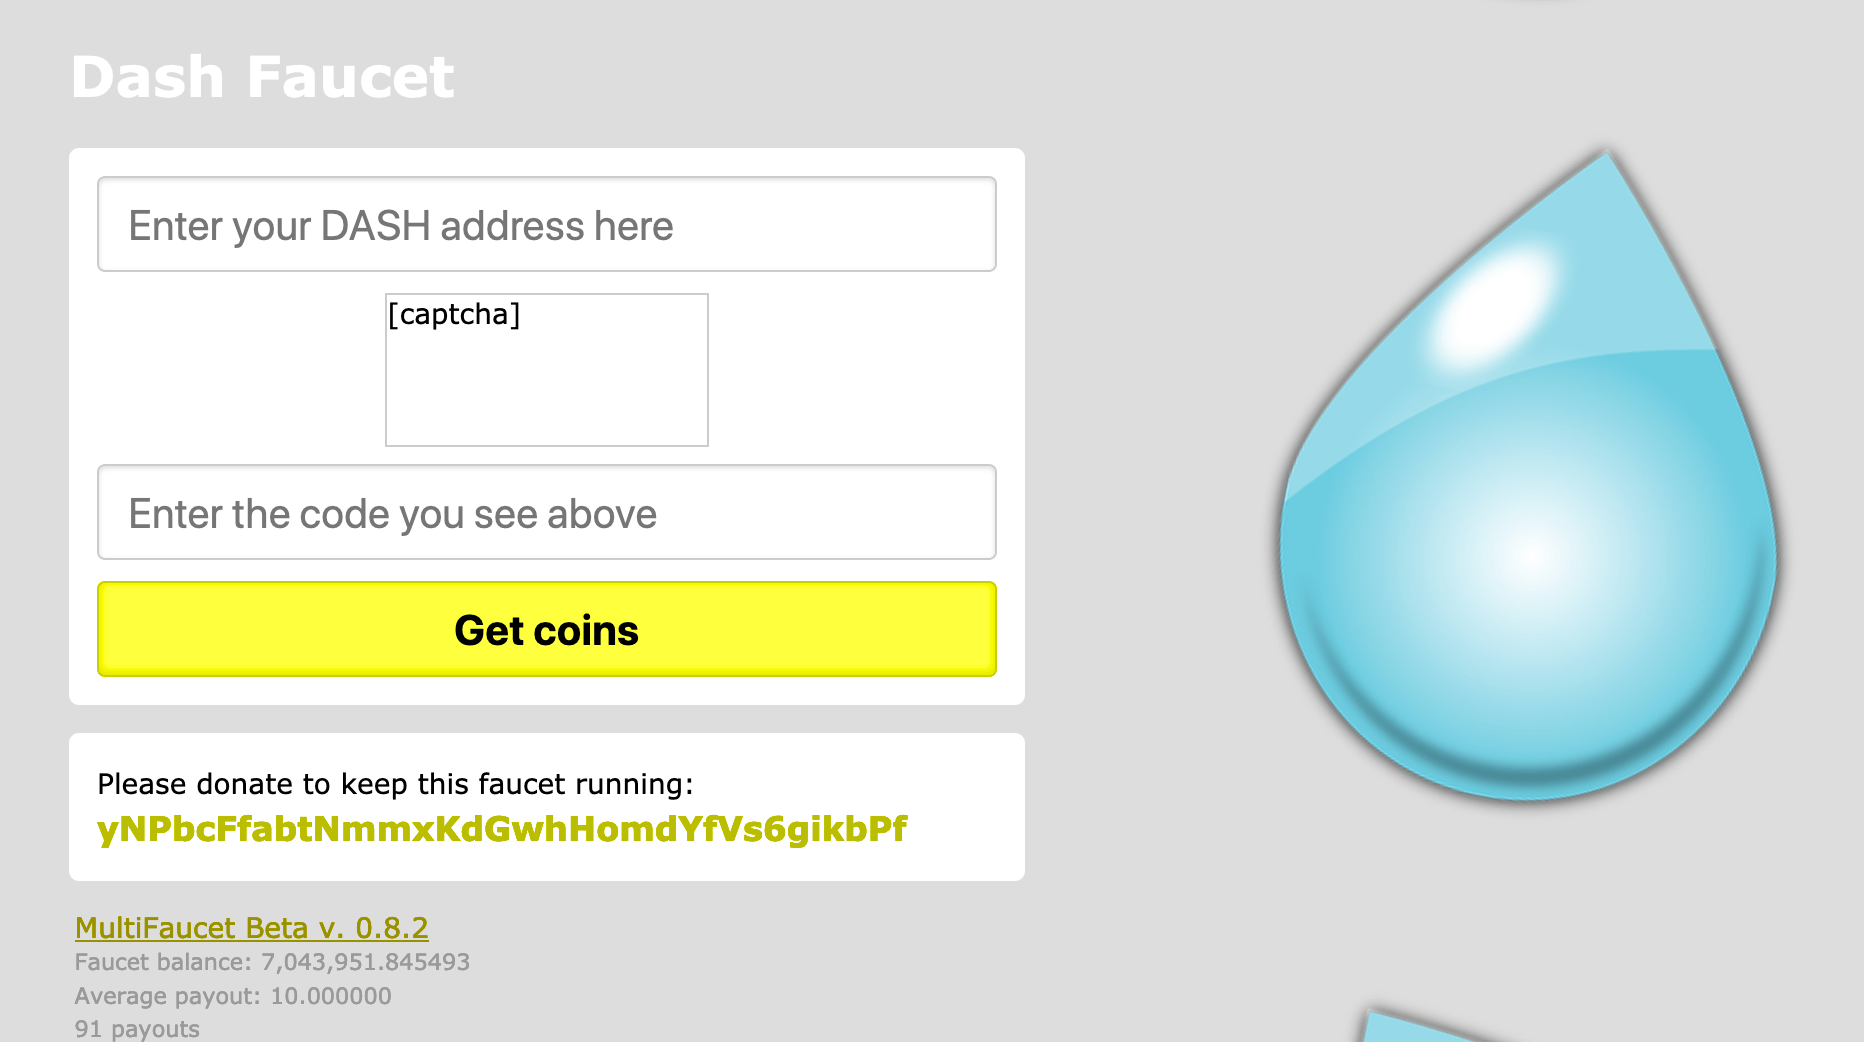 Dash Faucet
Enter your DASH address here
[captcha]
Enter the code you see above
Get coins
Please donate to keep this faucet running:
yNPbcFfabtNmmxKdGwhHomdYfVs6gikbPf
MultiFaucet Beta v. 0.8.2
Faucet balance: 7,043,951.845493
Average payout: 10.000000
91 payouts